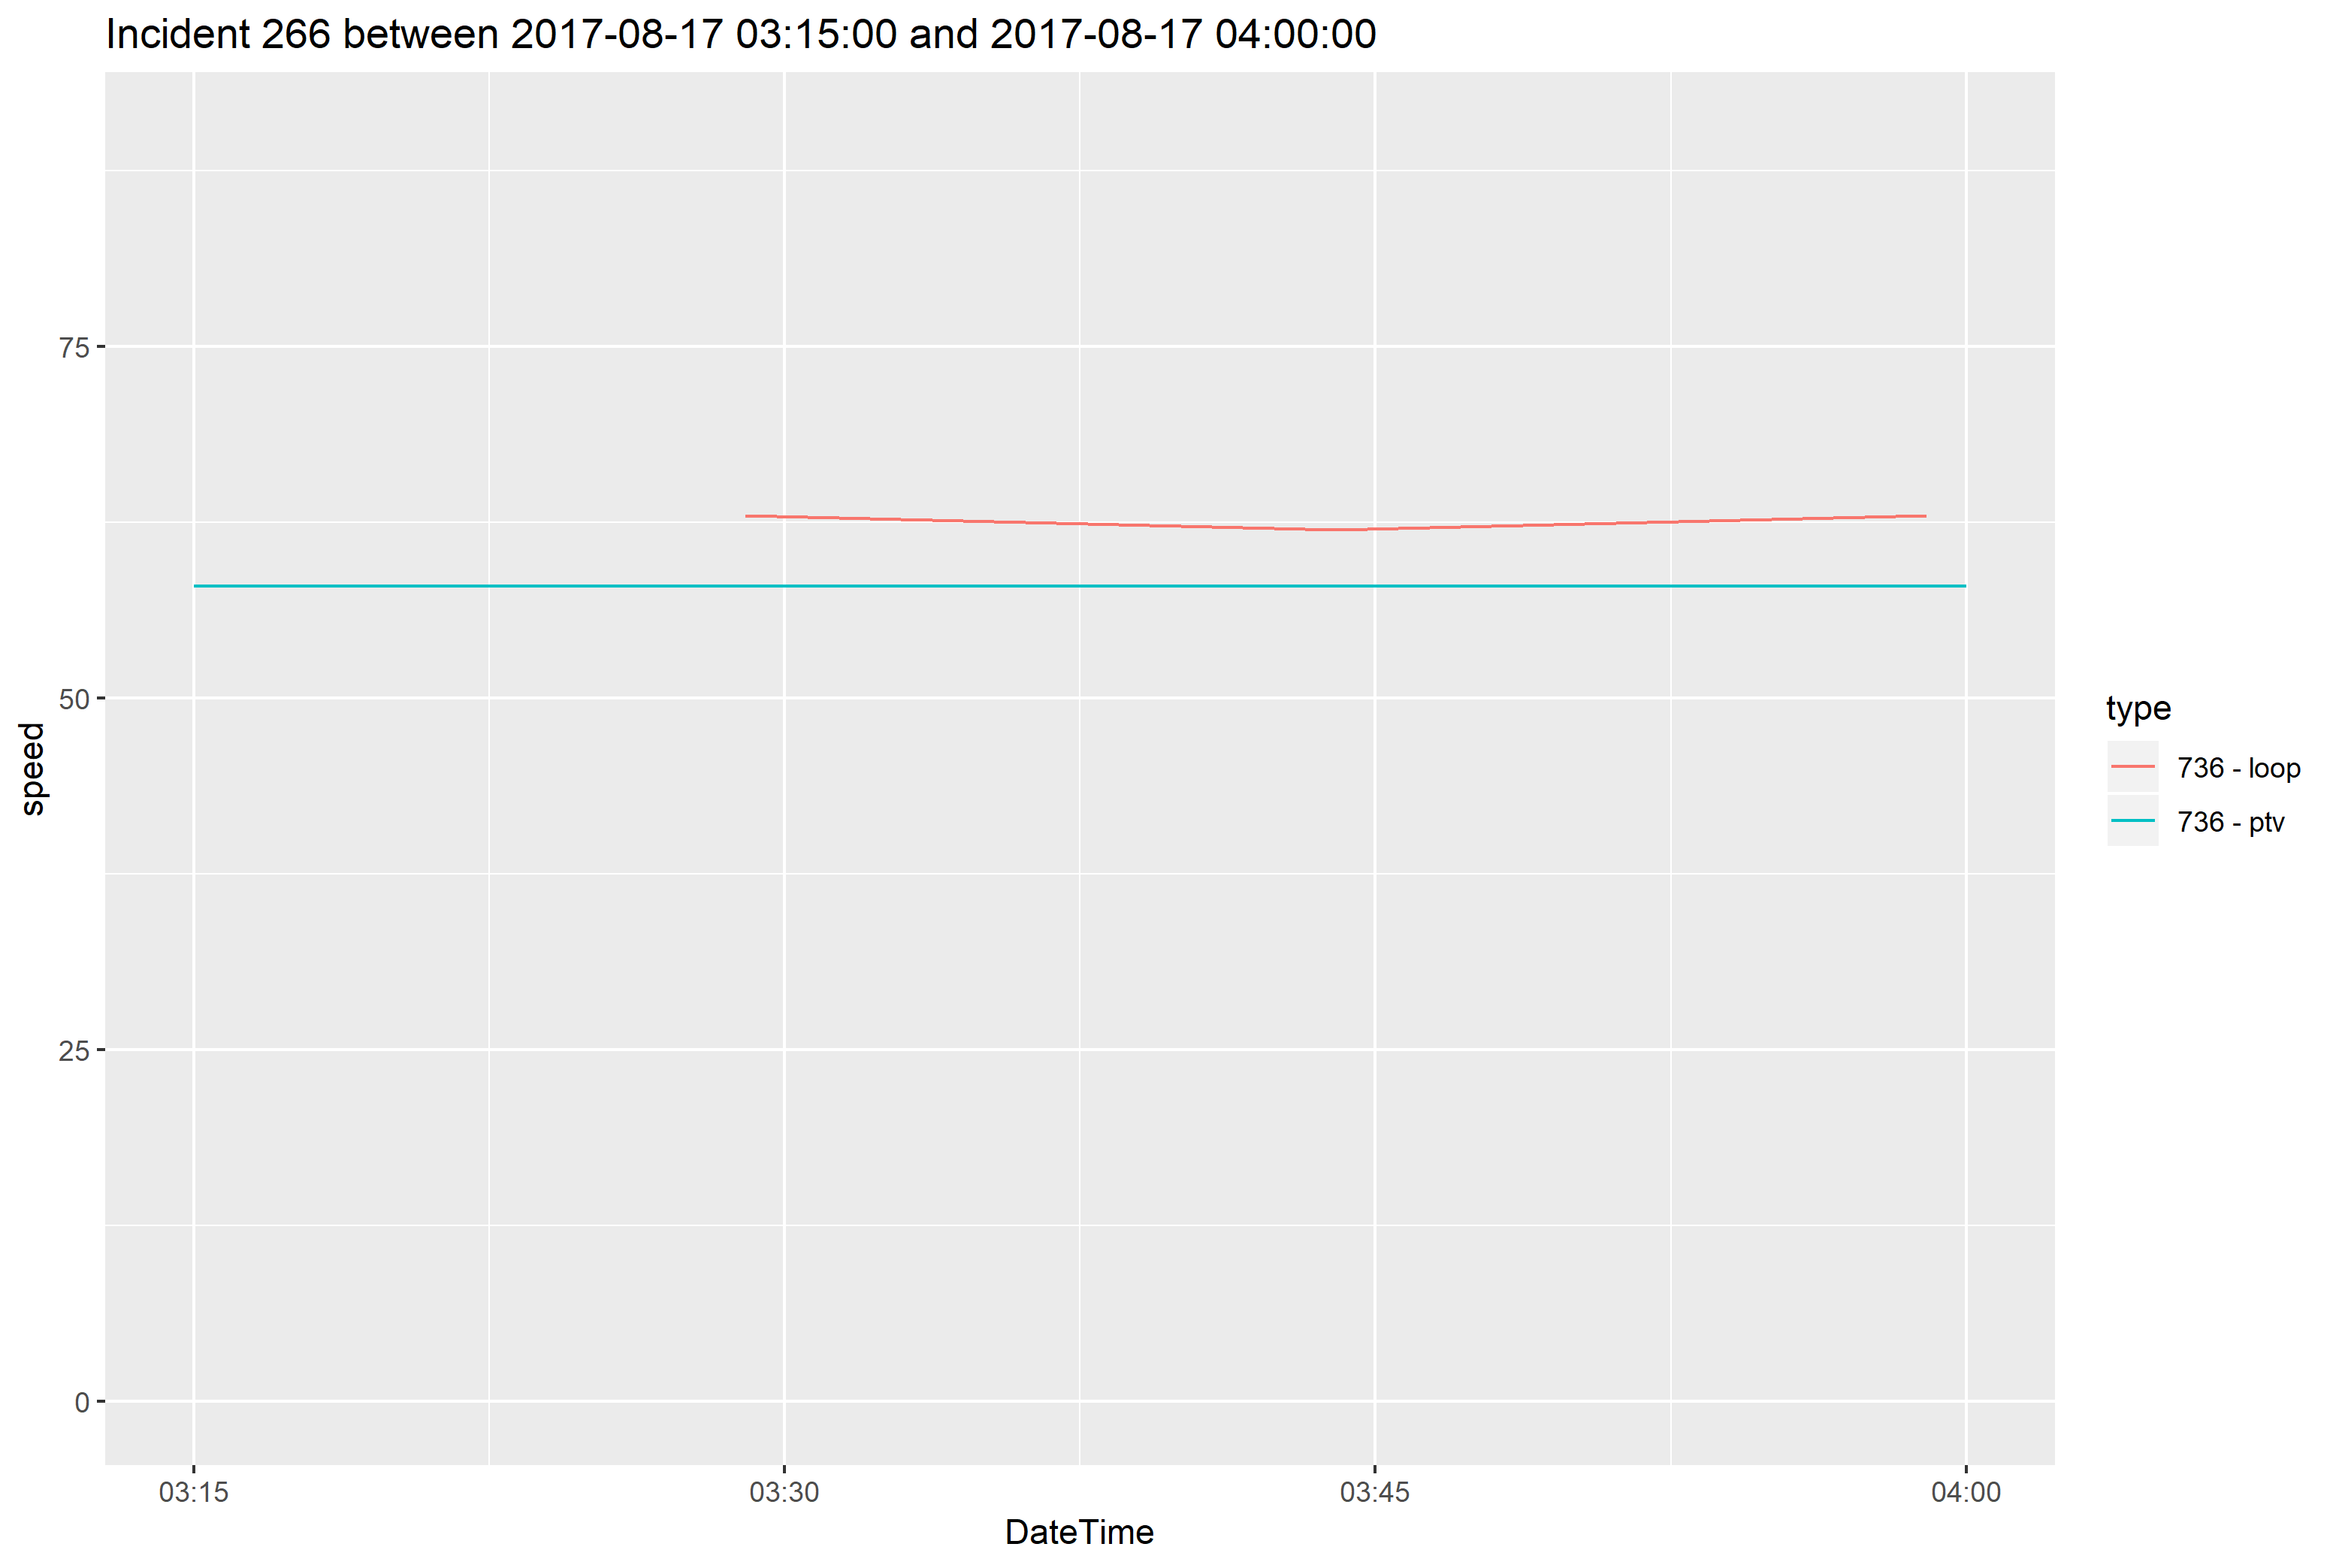 Incident 266 between 2017-08-17 03:15:00 and 2017-08-17 04:00:00
75
50
25
0
speed
03:15
03:30
03:45
04:00
DateTime
type
736 - loop
736 - ptv